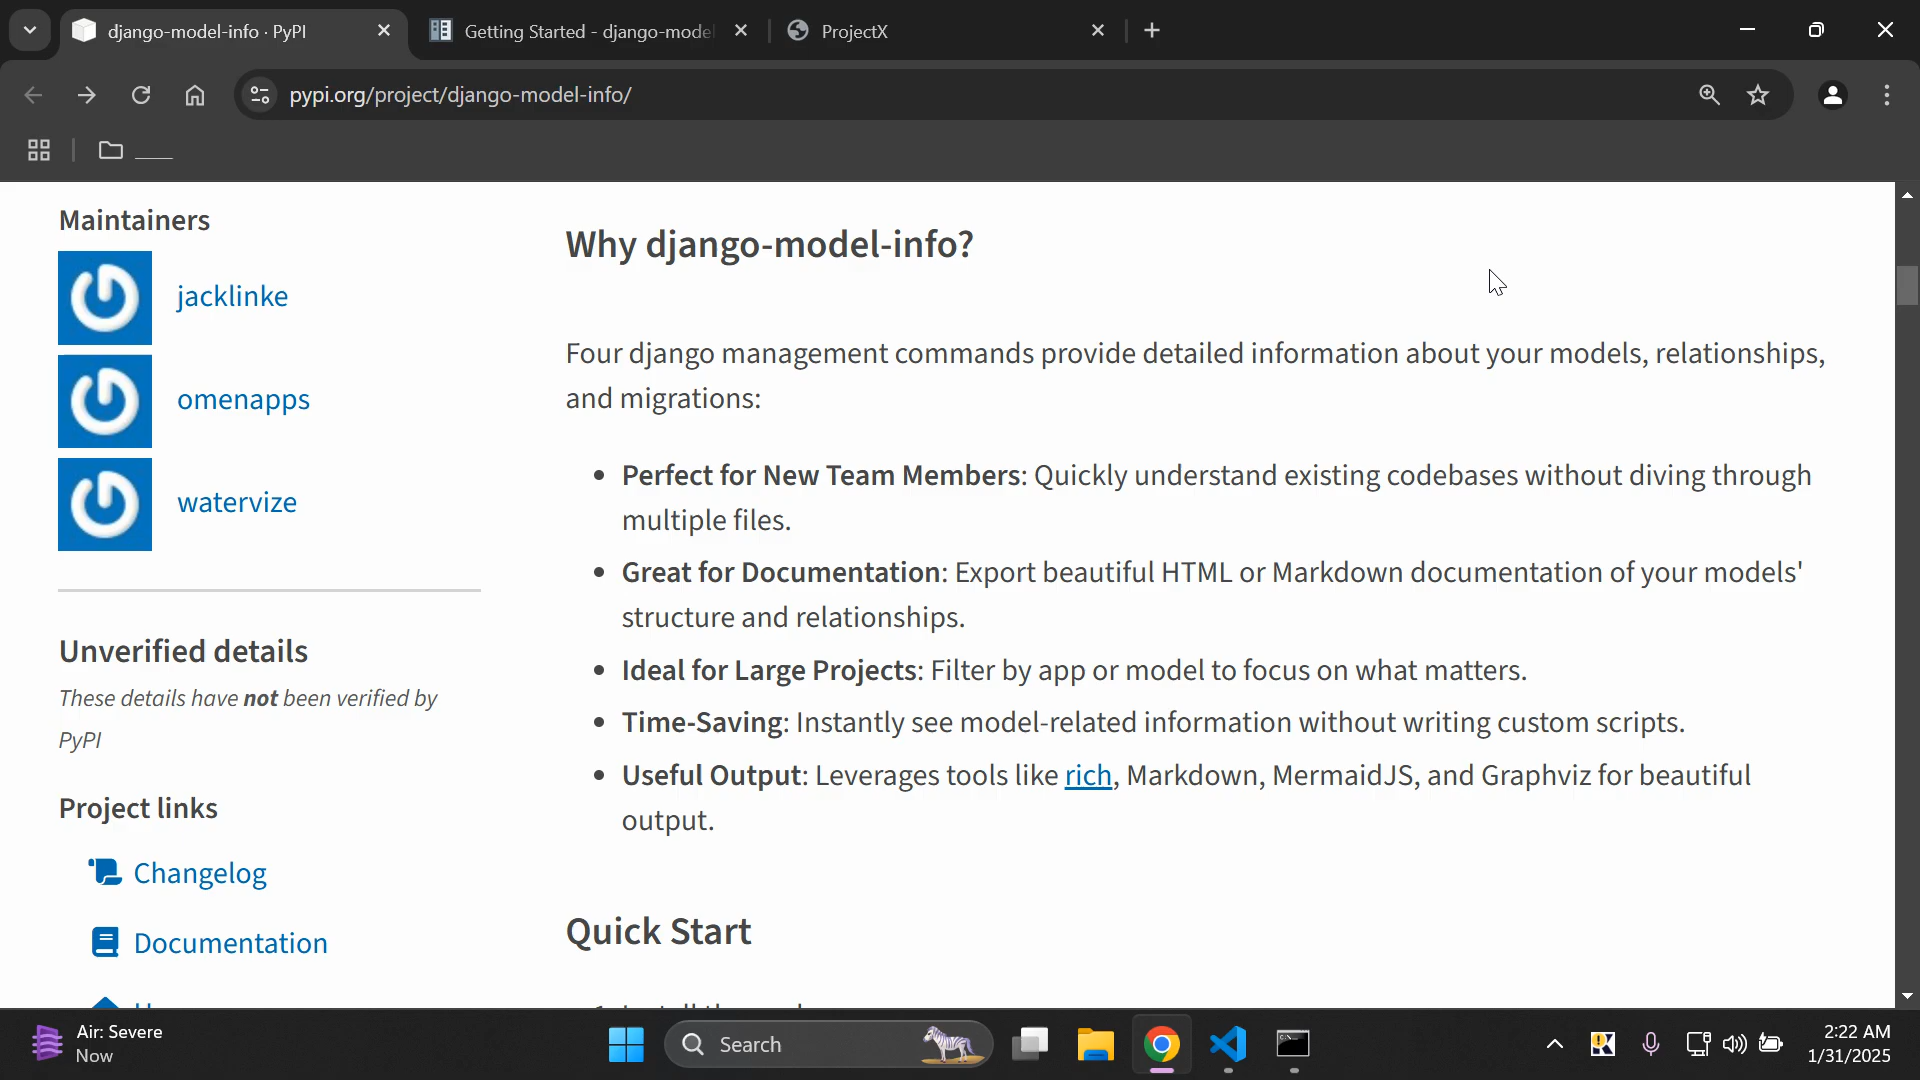 django-model-info · PyPI
Getting Started - django-model
ProjectX
pypi.org/project/django-model-info/
____
Maintainers
jacklinke
omenapps
watervize
Unverified details
These details have not been verified by
PyPI
Project links
Changelog
Documentation
Why django-model-info?
Four django management commands provide detailed information about your models, relationships,
and migrations:
• Perfect for New Team Members: Quickly understand existing codebases without diving through
multiple files.
• Great for Documentation: Export beautiful HTML or Markdown documentation of your models'
structure and relationships.
• Ideal for Large Projects: Filter by app or model to focus on what matters.
• Time-Saving: Instantly see model-related information without writing custom scripts.
• Useful Output: Leverages tools like rich, Markdown, MermaidJS, and Graphviz for beautiful
output.
Quick Start
Air: Severe
Now
Search
2:22 AM
1/31/2025